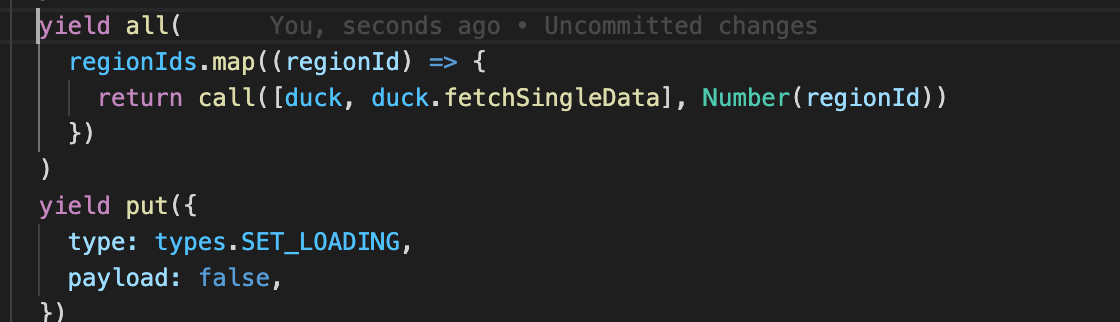 yield all(    You, seconds ago • Uncommitted changes
  regionIds.map((regionId) => {
    return call([duck, duck.fetchSingleData], Number(regionId))
  })
)
yield put({
  type: types.SET_LOADING,
  payload: false,
})